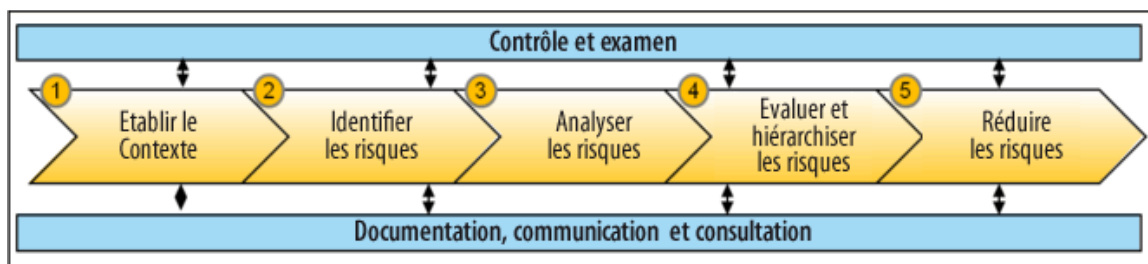 Contrôle et examen
1
Etablir le
Contexte
2
Identifier
les risques
3
Analyser
les risques
4
Evaluer et
hiérarchiser
les risques
5
Réduire
les risques
Documentation, communication et consultation